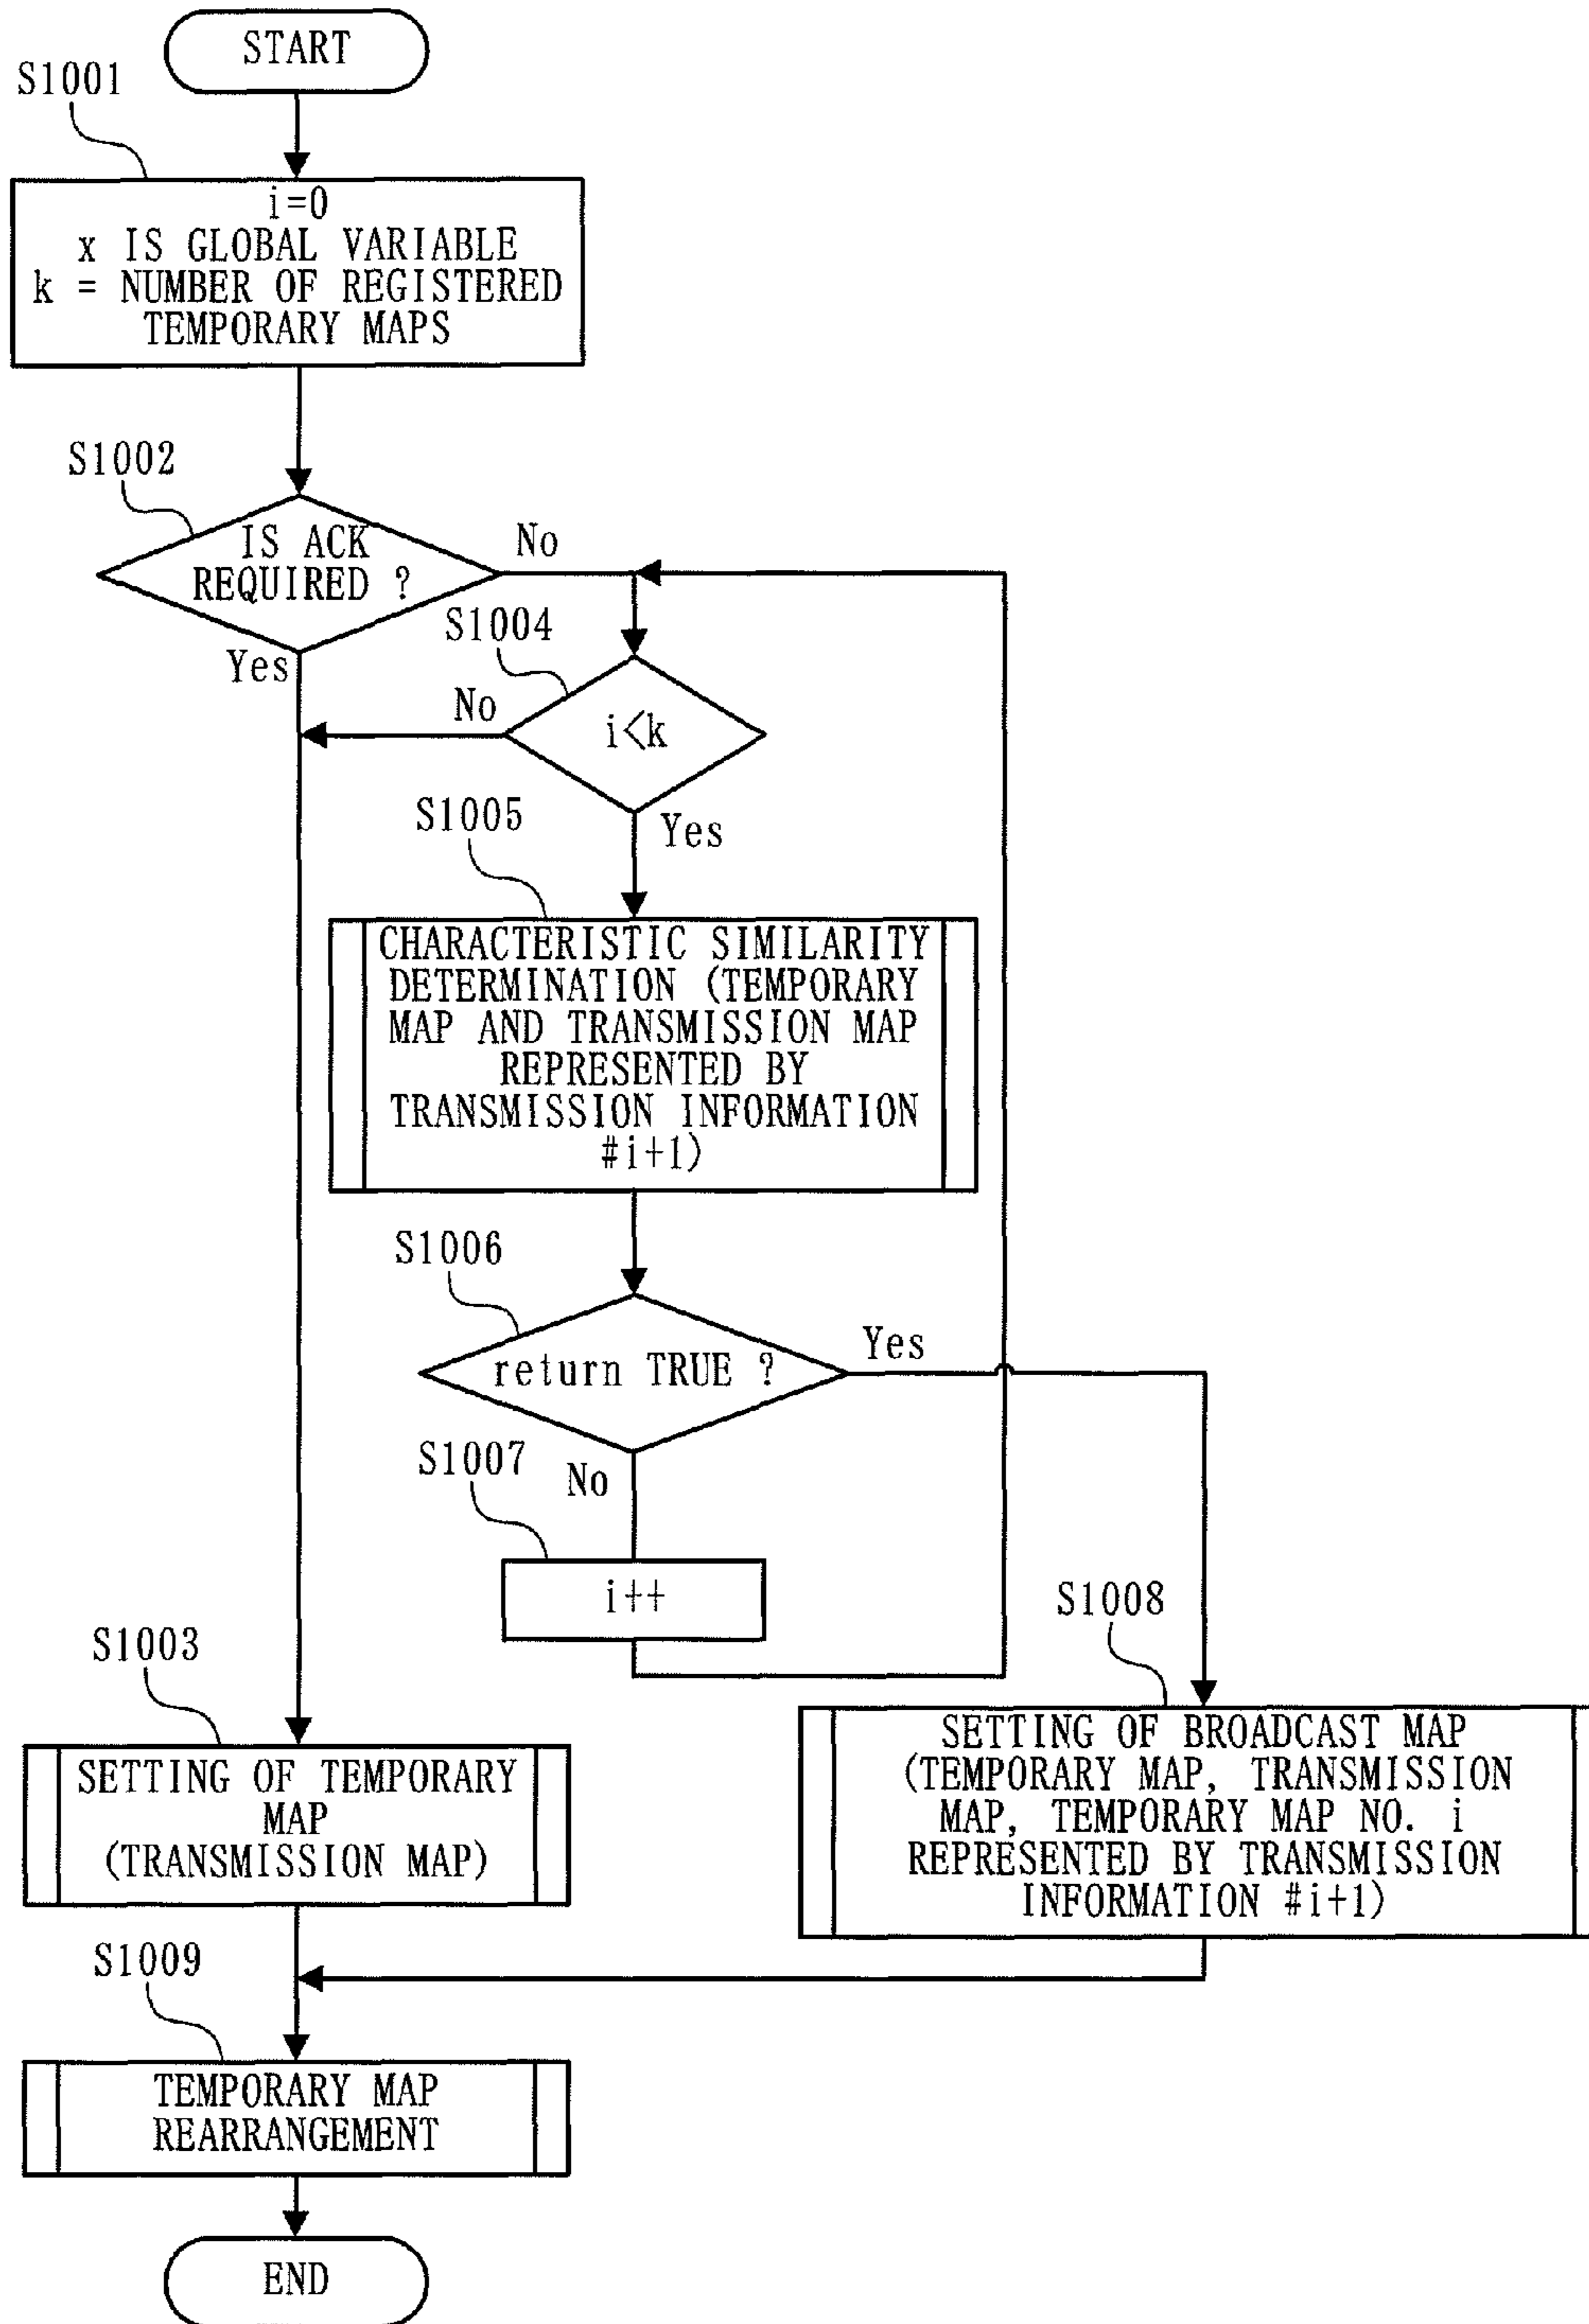 START
S1001
i=0
x IS GLOBAL VARIABLE
k = NUMBER OF REGISTERED
TEMPORARY MAPS
S1002
IS ACK
REQUIRED ?
No
Yes
S1004
No
i<k
Yes
S1005
CHARACTERISTIC SIMILARITY
DETERMINATION (TEMPORARY
MAP AND TRANSMISSION MAP
REPRESENTED BY
TRANSMISSION INFORMATION
#i+1)
S1006
return TRUE ?
Yes
No
S1007
i++
S1003
SETTING OF TEMPORARY
MAP
(TRANSMISSION MAP)
S1008
SETTING OF BROADCAST MAP
(TEMPORARY MAP, TRANSMISSION
MAP, TEMPORARY MAP NO. i
REPRESENTED BY TRANSMISSION
INFORMATION #i+1)
S1009
TEMPORARY MAP
REARRANGEMENT
END